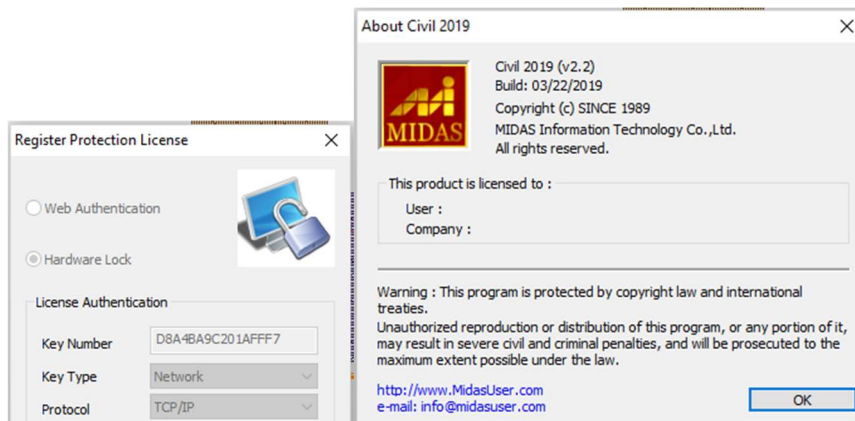 Register Protection License
Web Authentication
Hardware Lock
License Authentication
Key Number D8A4BA9C201AFFF7
Key Type Network
Protocol TCP/IP
About Civil 2019
MIDAS
Civil 2019 (v2.2)
Build: 03/22/2019
Copyright (c) SINCE 1989
MIDAS Information Technology Co.,Ltd.
All rights reserved.
This product is licensed to :
User :
Company :
Warning : This program is protected by copyright law and international
treaties.
Unauthorized reproduction or distribution of this program, or any portion of it,
may result in severe civil and criminal penalties, and will be prosecuted to the
maximum extent possible under the law.
http://www.MidasUser.com
e-mail: info@midasuser.com
OK